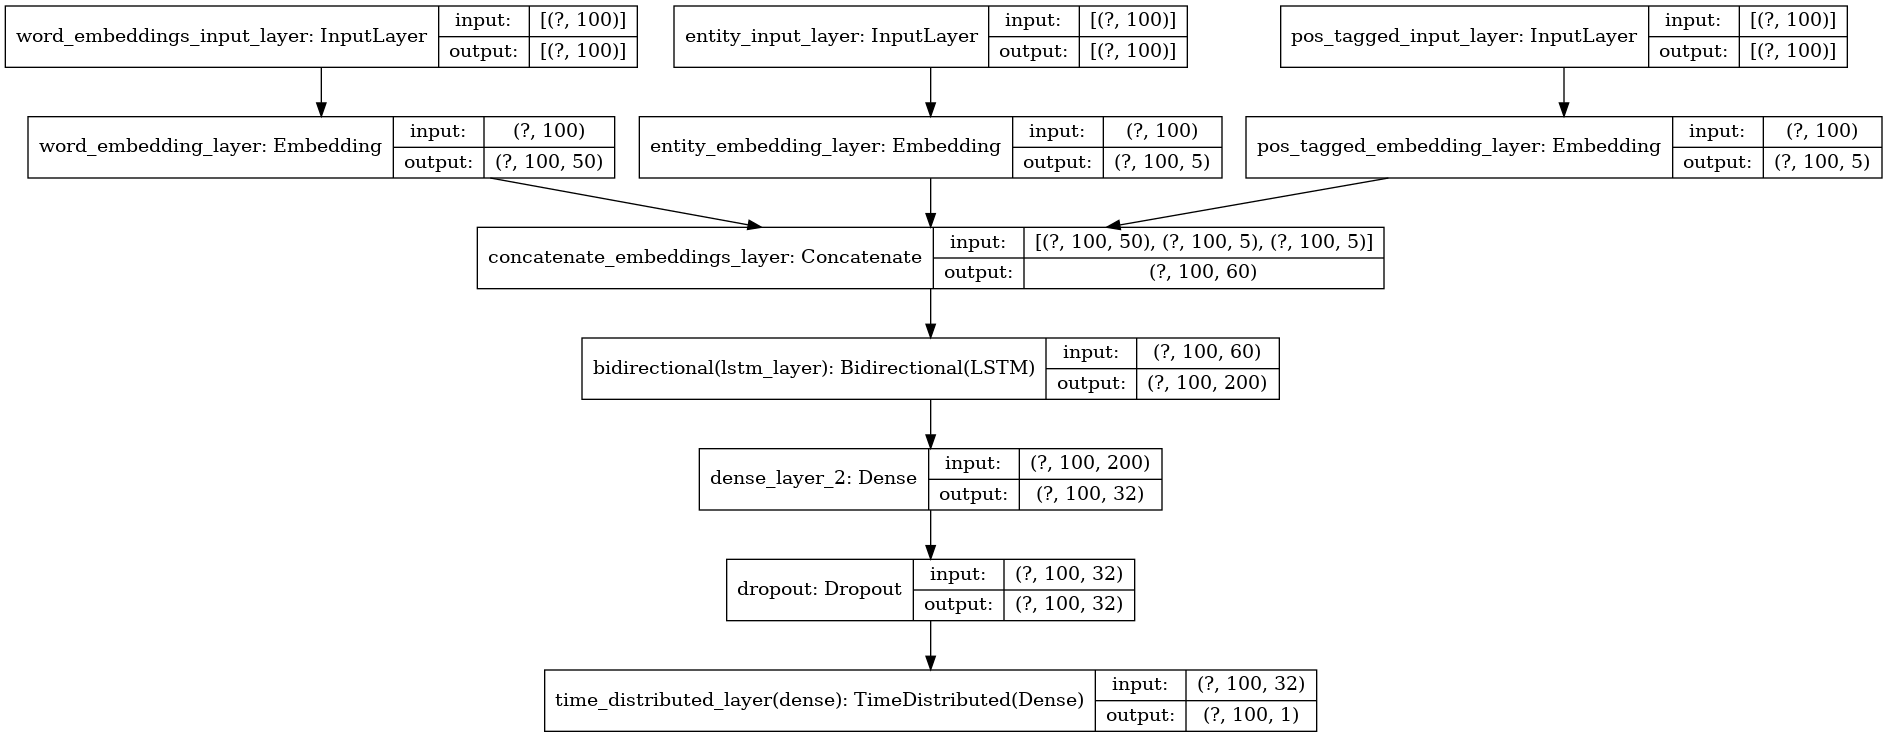 word_embeddings_input_layer: InputLayer
input: [(?, 100)]
output: [(?, 100)]
entity_input_layer: InputLayer
input: [(?, 100)]
output: [(?, 100)]
pos_tagged_input_layer: InputLayer
input: [(?, 100)]
output: [(?, 100)]
word_embedding_layer: Embedding
input: (?, 100)
output: (?, 100, 50)
entity_embedding_layer: Embedding
input: (?, 100)
output: (?, 100, 5)
pos_tagged_embedding_layer: Embedding
input: (?, 100)
output: (?, 100, 5)
concatenate_embeddings_layer: Concatenate
input: [(?, 100, 50), (?, 100, 5), (?, 100, 5)]
output: (?, 100, 60)
bidirectional(lstm_layer): Bidirectional(LSTM)
input: (?, 100, 60)
output: (?, 100, 200)
dense_layer_2: Dense
input: (?, 100, 200)
output: (?, 100, 32)
dropout: Dropout
input: (?, 100, 32)
output: (?, 100, 32)
time_distributed_layer(dense): TimeDistributed(Dense)
input: (?, 100, 32)
output: (?, 100, 1)